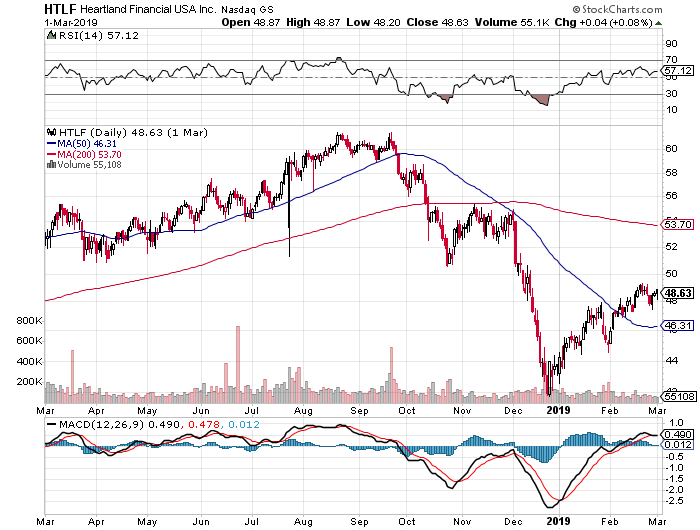 HTLF Heartland Financial USA Inc. Nasdaq GS © StockCharts.com
1-Mar-2019 Open 48.87 High 48.87 Low 48.20 Close 48.63 Volume 55.1K Chg +0.04 (+0.08%)
RSI(14) 57.12
90
70
57.12
50
30
10
HTLF (Daily) 48.63 (1 Mar)
MA(50) 46.31
MA(200) 53.70
Volume 55,108
60
58
56
54
53.70
52
50
48.63
48
46.31
46
44
42
800K
600K
400K
200K
55108
Mar Apr May Jun Jul Aug Sep Oct Nov Dec 2019 Feb Mar
MACD(12,26,9) 0.490, 0.478, 0.012
1.0
0.490
0.012
-0.5
-1.0
-1.5
-2.0
-2.5
Mar Apr May Jun Jul Aug Sep Oct Nov Dec 2019 Feb Mar